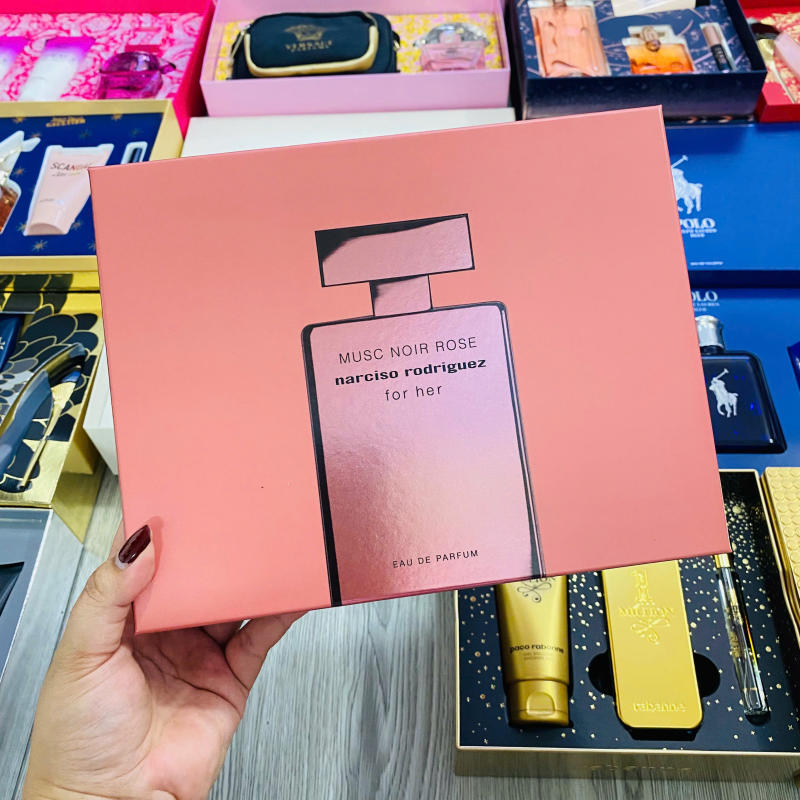 VERSACE
SCANDAL
POLO
RALPH LAUREN
BLUE
POLO
MUSC NOIR ROSE
narciso rodriguez
for her
EAU DE PARFUM
paco rabanne
1
MILLION
rabanne